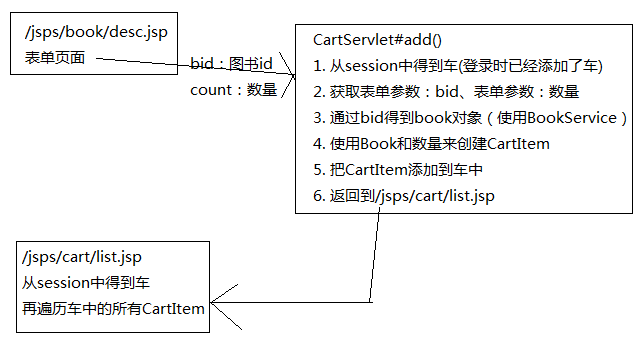 /jsps/book/desc.jsp
表单页面
bid：图书id
count：数量
CartServlet#add()
1. 从session中得到车(登录时已经添加了车)
2. 获取表单参数：bid、表单参数：数量
3. 通过bid得到book对象（使用BookService）
4. 使用Book和数量来创建CartItem
5. 把CartItem添加到车中
6. 返回到/jsps/cart/list.jsp
/jsps/cart/list.jsp
从session中得到车
再遍历车中的所有CartItem